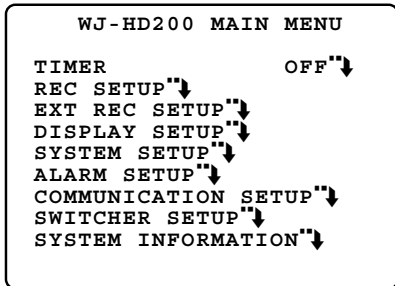 WJ-HD200 MAIN MENU
TIMER OFF
REC SETUP
EXT REC SETUP
DISPLAY SETUP
SYSTEM SETUP
ALARM SETUP
COMMUNICATION SETUP
SWITCHER SETUP
SYSTEM INFORMATION